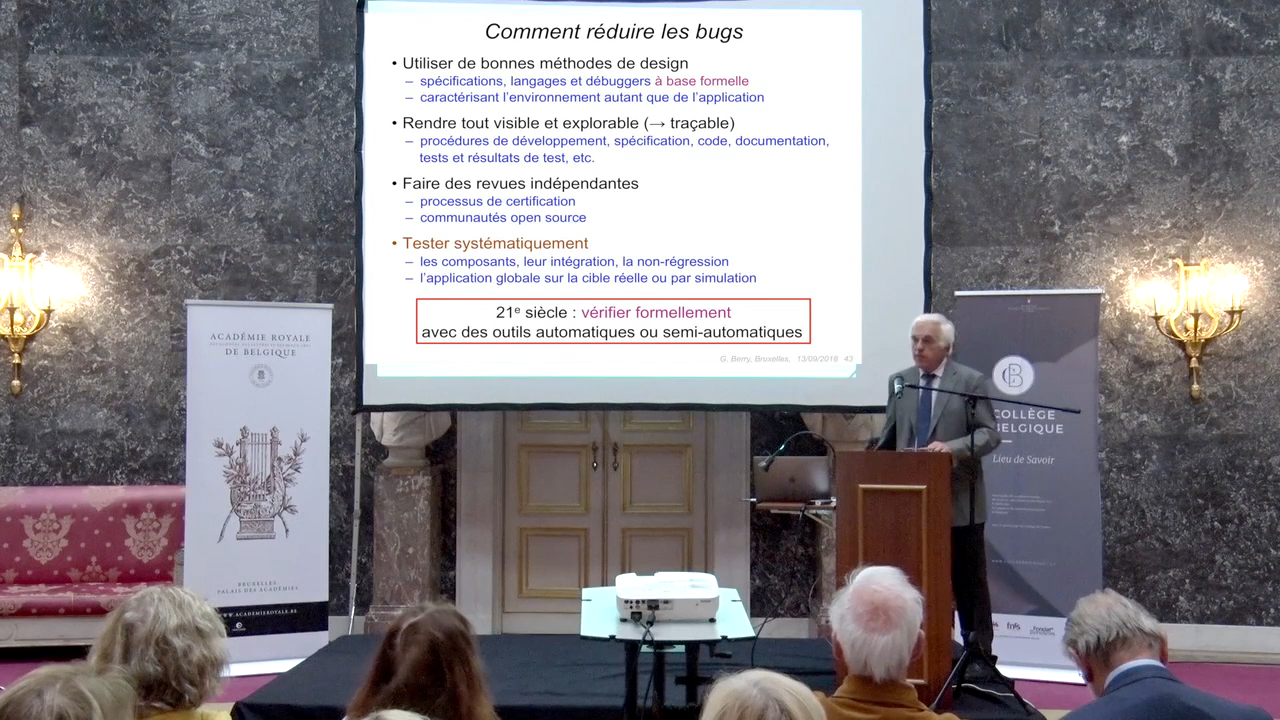 Comment réduire les bugs
• Utiliser de bonnes méthodes de design
– spécifications, langages et débuggers à base formelle
– caractérisant l'environnement autant que de l'application
• Rendre tout visible et explorable (→ traçable)
– procédures de développement, spécification, code, documentation,
tests et résultats de test, etc.
• Faire des revues indépendantes
– processus de certification
– communautés open source
• Tester systématiquement
– les composants, leur intégration, la non-régression
– l'application globale sur la cible réelle ou par simulation
21e siècle : vérifier formellement
avec des outils automatiques ou semi-automatiques
G. Berry, Bruxelles, 13/09/2018 43
ACADÉMIE ROYALE
DE BELGIQUE
BRUXELLES
PALAIS DES ACADÉMIES
WWW.ACADEMIEROYALE.BE
COLLÈGE
BELGIQUE
Lieu de Savoir
fnfs